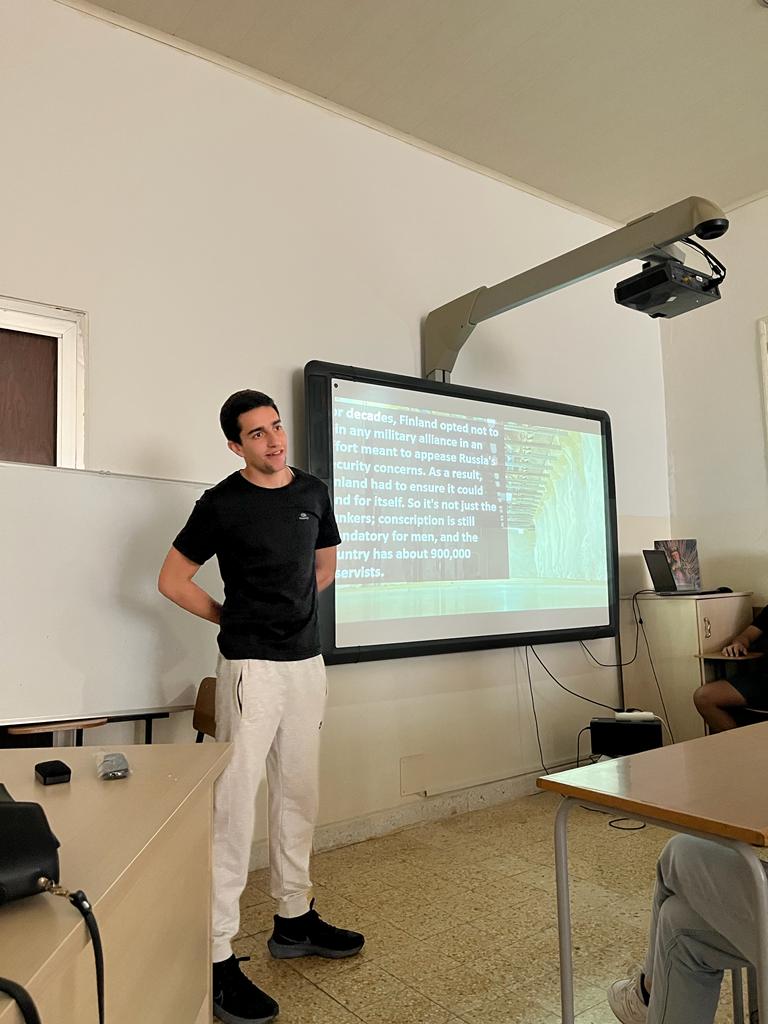 or decades, Finland opted not to
in any military alliance in an
fort meant to appease Russia's
curity concerns. As a result,
nland had to ensure it could
nd for itself. So it's not just the
nkers; conscription is still
ndatory for men, and the
untry has about 900,000
servists.